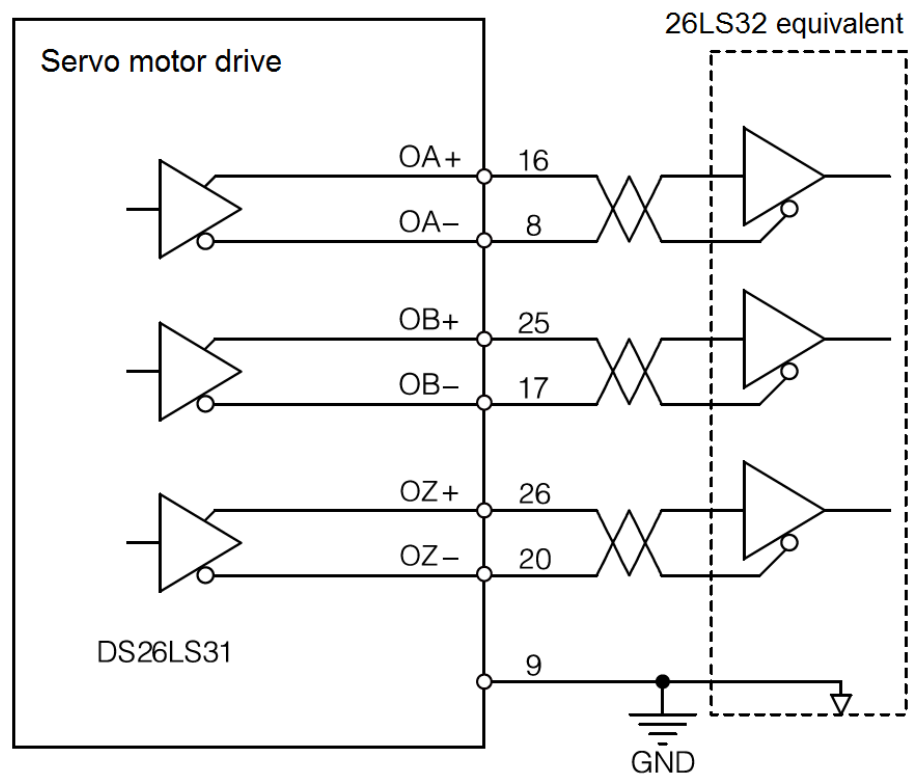 26LS32 equivalent
Servo motor drive
OA+ 16
OA− 8
OB+ 25
OB− 17
OZ+ 26
OZ− 20
DS26LS31
9
GND